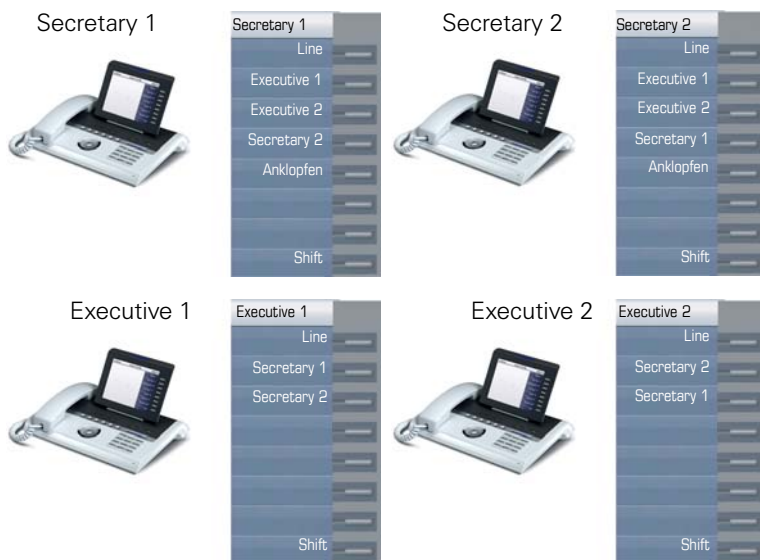 Secretary 1
Secretary 1
Line
Executive 1
Executive 2
Secretary 2
Anklopfen
Shift
Secretary 2
Secretary 2
Line
Executive 1
Executive 2
Secretary 1
Anklopfen
Shift
Executive 1
Executive 1
Line
Secretary 1
Secretary 2
Shift
Executive 2
Executive 2
Line
Secretary 2
Secretary 1
Shift